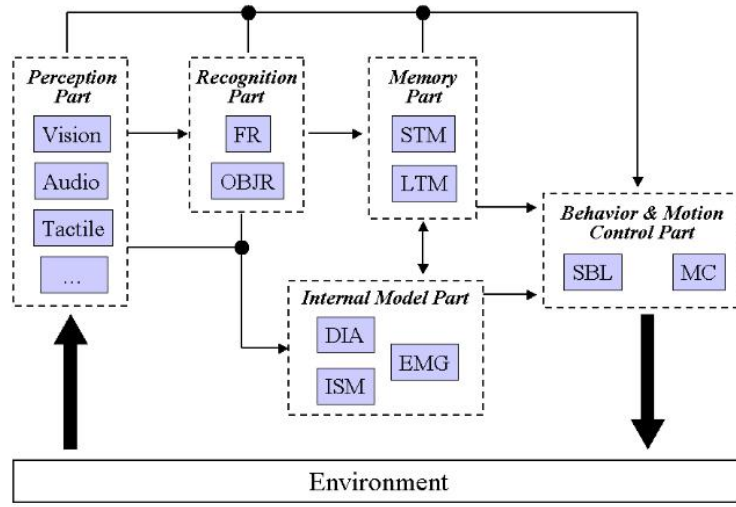 Perception
Part
Vision
Audio
Tactile
...
Recognition
Part
FR
OBJR
Memory
Part
STM
LTM
Internal Model Part
DIA
ISM
EMG
Behavior & Motion
Control Part
SBL
MC
Environment